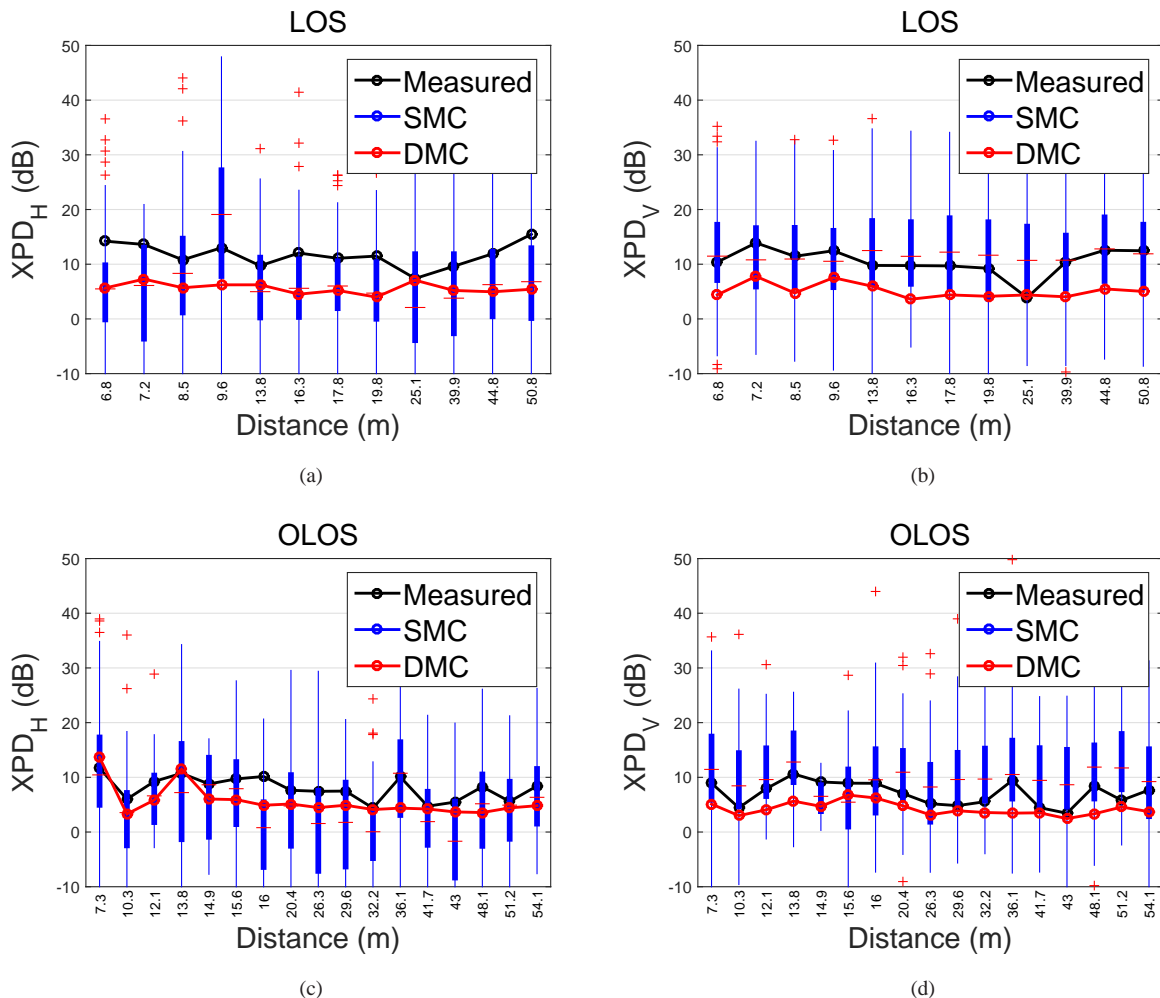 LOS
50
40
30
20
10
0
-10
XPD_H (dB)
Measured
SMC
DMC
6.8 7.2 8.5 9.6 13.8 16.3 17.8 19.8 25.1 39.9 44.8 50.8
Distance (m)
(a)
LOS
50
40
30
20
10
0
-10
XPD_V (dB)
Measured
SMC
DMC
6.8 7.2 8.5 9.6 13.8 16.3 17.8 19.8 25.1 39.9 44.8 50.8
Distance (m)
(b)
OLOS
50
40
30
20
10
0
-10
XPD_H (dB)
Measured
SMC
DMC
7.3 10.3 12.1 13.8 14.9 15.6 16 20.4 26.3 29.6 32.2 36.1 41.7 43 48.1 51.2 54.1
Distance (m)
(c)
OLOS
50
40
30
20
10
0
-10
XPD_V (dB)
Measured
SMC
DMC
7.3 10.3 12.1 13.8 14.9 15.6 16 20.4 26.3 29.6 32.2 36.1 41.7 43 48.1 51.2 54.1
Distance (m)
(d)